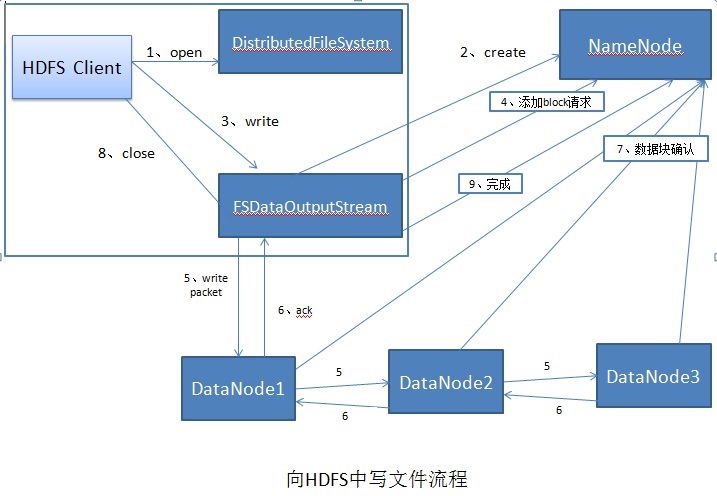 1、open
DistributedFileSystem
2、create
NameNode
HDFS Client
4、添加block请求
3、write
7、数据块确认
8、close
9、完成
FSDataOutputStream
5、write
packet
6、ack
DataNode1
5
6
DataNode2
5
6
DataNode3
向HDFS中写文件流程